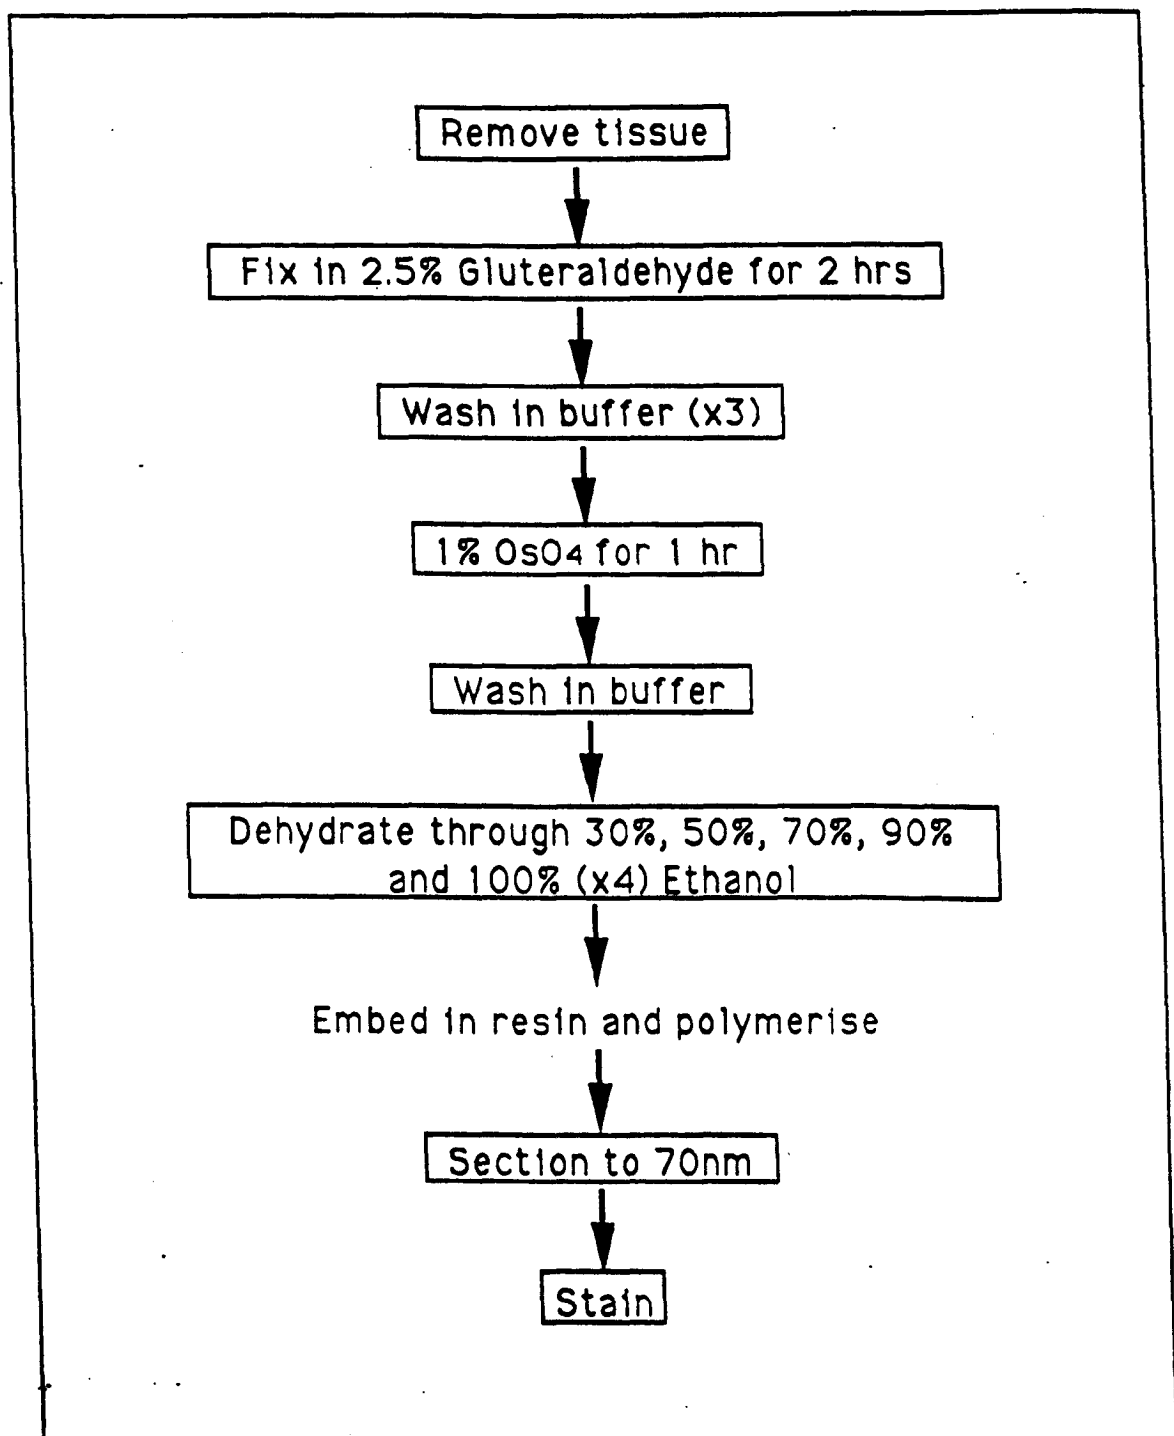 Remove tissue
Fix in 2.5% Gluteraldehyde for 2 hrs
Wash in buffer (x3)
1% OsO4 for 1 hr
Wash in buffer
Dehydrate through 30%, 50%, 70%, 90%
and 100% (x4) Ethanol
Embed in resin and polymerise
Section to 70nm
Stain